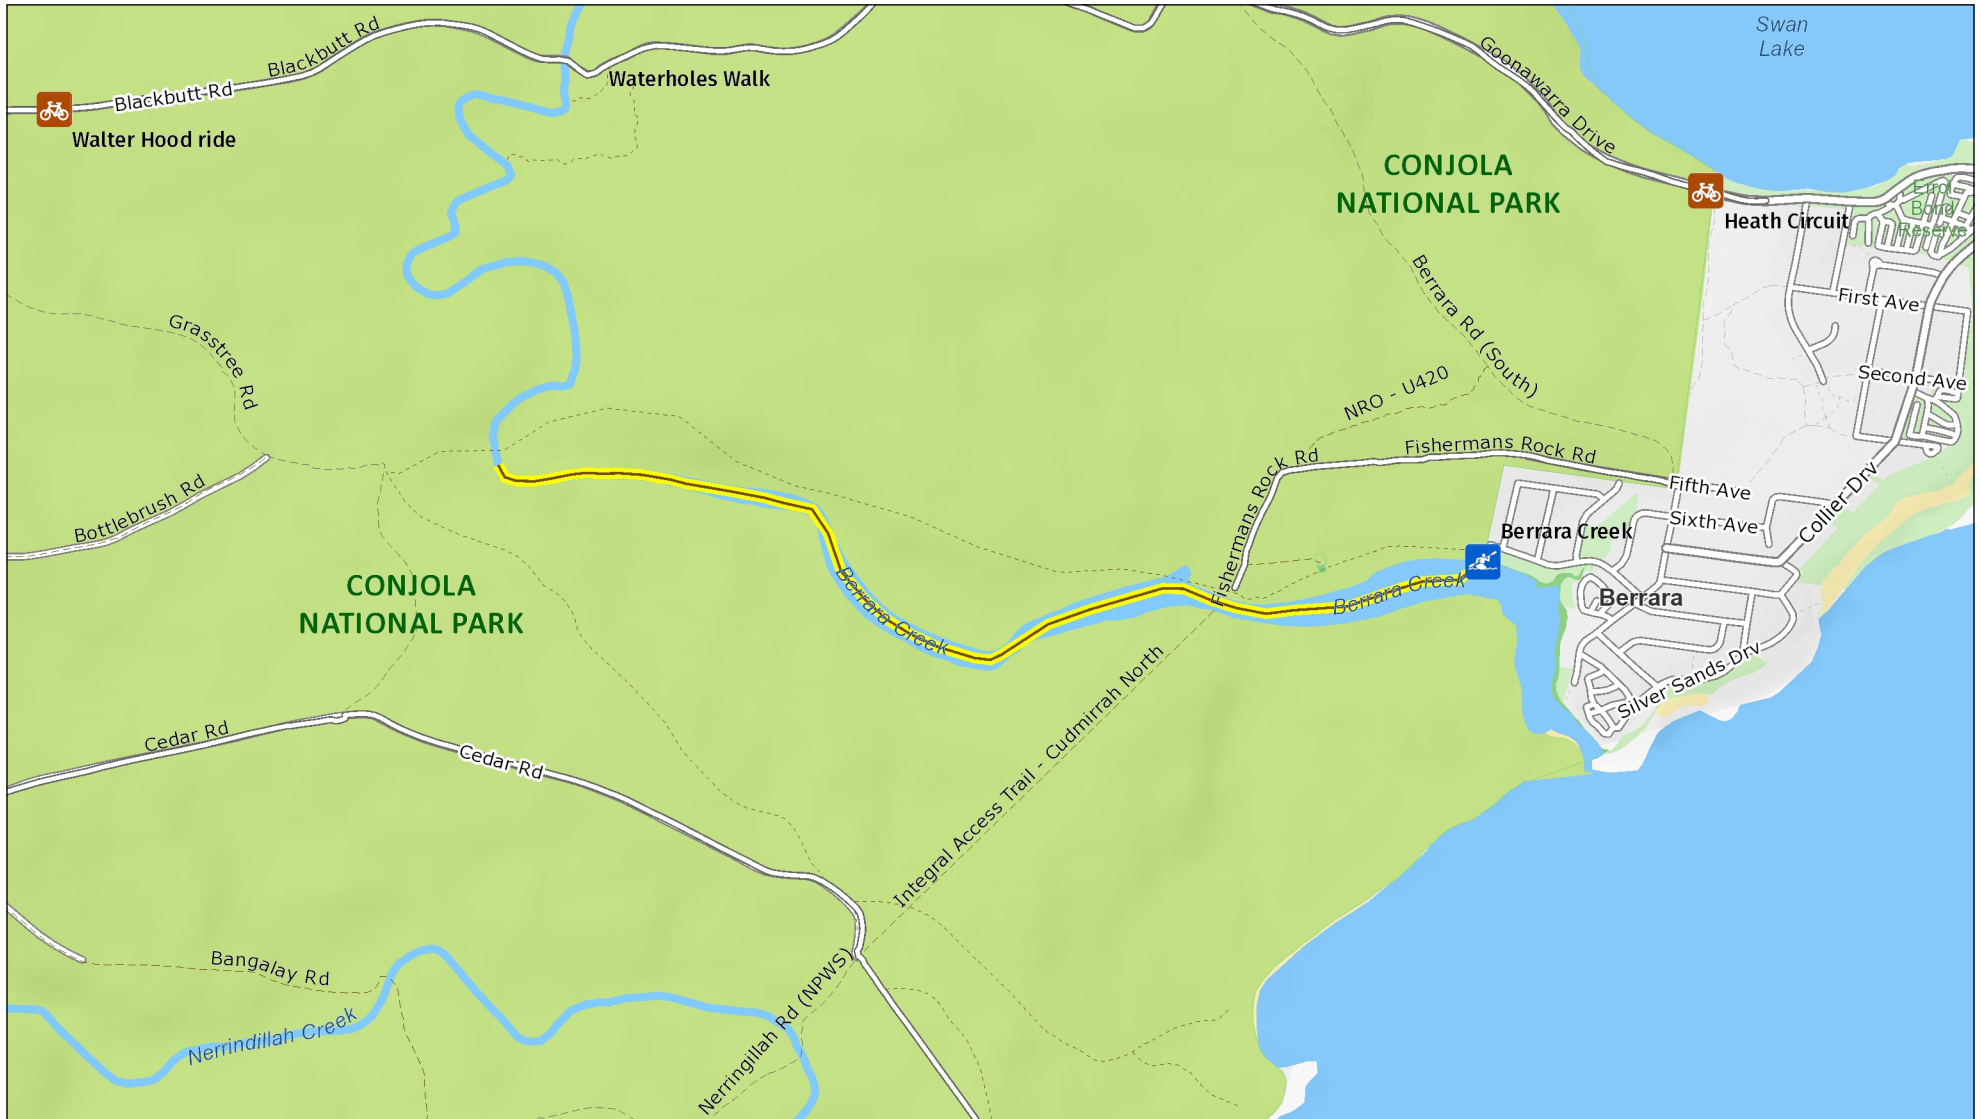 Swan
Lake
Blackbutt Rd
Blackbutt Rd
Waterholes Walk
Walter Hood ride
Goonawarra Drive
CONJOLA
NATIONAL PARK
Errol
Bond
Reserve
Heath Circuit
Berrara Rd (South)
First Ave
Grasstree Rd
Second Ave
NRO - U420
Fishermans Rock Rd
Fishermans Rock Rd
Bottlebrush Rd
Fifth Ave
Sixth Ave
Collier Drv
Berrara Creek
CONJOLA
NATIONAL PARK
Berrara Creek
Berrara Creek
Berrara
Silver Sands Drv
Integral Access Trail - Cudmirrah North
Cedar Rd
Cedar Rd
Bangalay Rd
Nerrindillah Creek
Nerringillah Rd (NPWS)